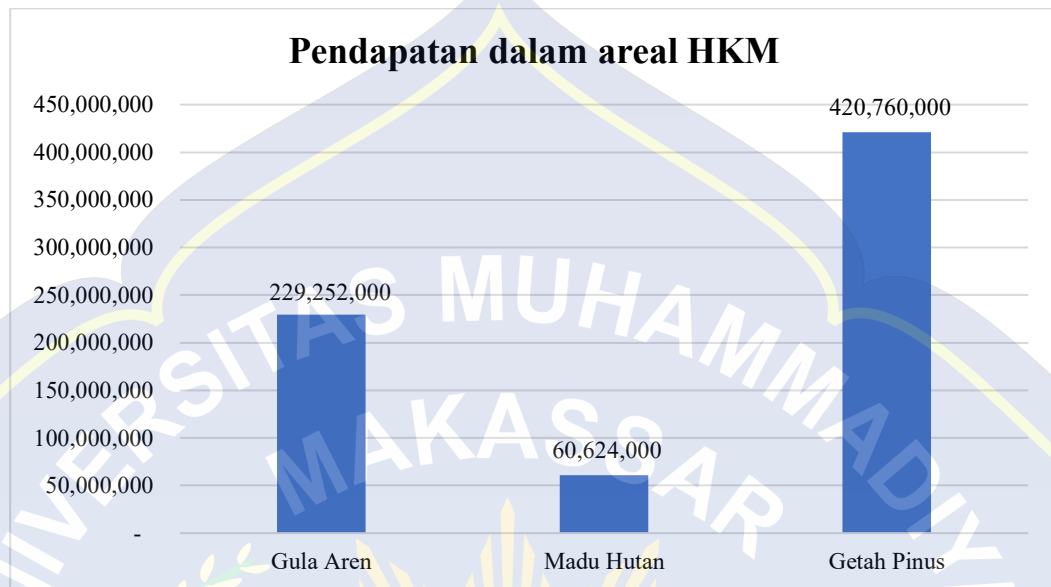 Pendapatan dalam areal HKM
450,000,000
400,000,000
350,000,000
300,000,000
250,000,000
200,000,000
150,000,000
100,000,000
50,000,000
-
229,252,000
60,624,000
420,760,000
Gula Aren
Madu Hutan
Getah Pinus
UNIVERSITAS MUHAMMADIY
MAKASSAR